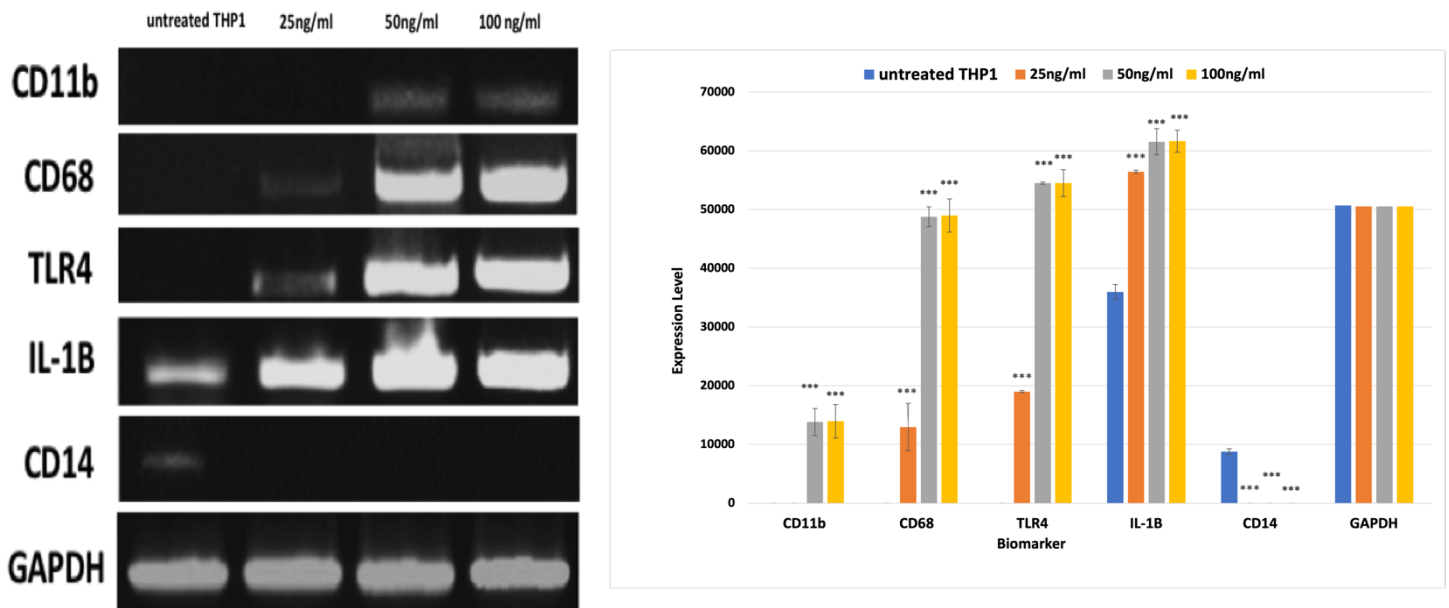 untreated THP1 25ng/ml 50ng/ml 100 ng/ml
CD11b
CD68
TLR4
IL-1B
CD14
GAPDH
untreated THP1 25ng/ml 50ng/ml 100ng/ml
70000
60000
50000
40000
30000
20000
10000
0
Expression Level
*** ***
*** *** ***
*** *** ***
*** *** ***
*** *** ***
CD11b CD68 TLR4 IL-1B CD14 GAPDH
Biomarker